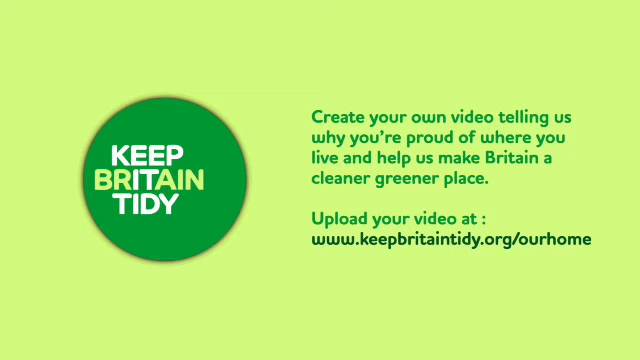 KEEP
BRITAIN
TIDY
Create your own video telling us
why you're proud of where you
live and help us make Britain a
cleaner greener place.
Upload your video at :
www.keepbritaintidy.org/ourhome